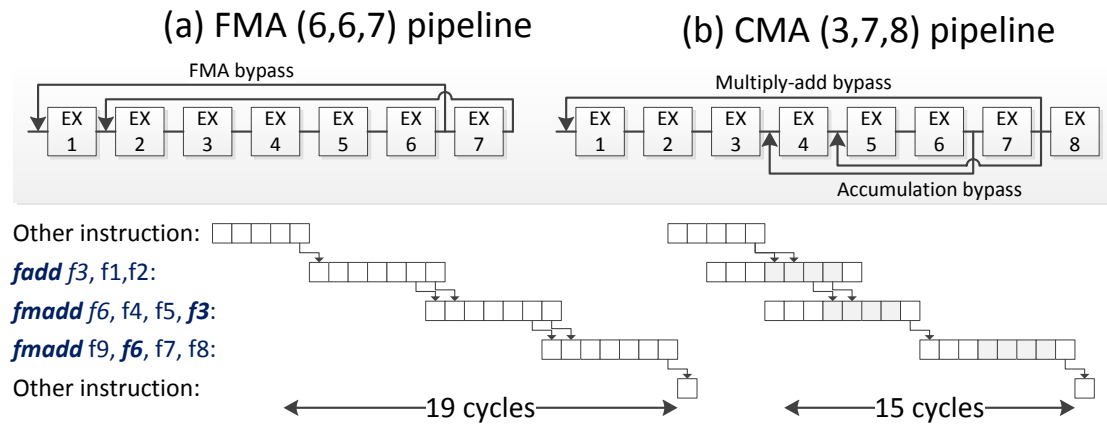 (a) FMA (6,6,7) pipeline
FMA bypass
EX 1 EX 2 EX 3 EX 4 EX 5 EX 6 EX 7
(b) CMA (3,7,8) pipeline
Multiply-add bypass
EX 1 EX 2 EX 3 EX 4 EX 5 EX 6 EX 7 EX 8
Accumulation bypass
Other instruction:
fadd f3, f1,f2:
fmadd f6, f4, f5, f3:
fmadd f9, f6, f7, f8:
Other instruction:
19 cycles
15 cycles